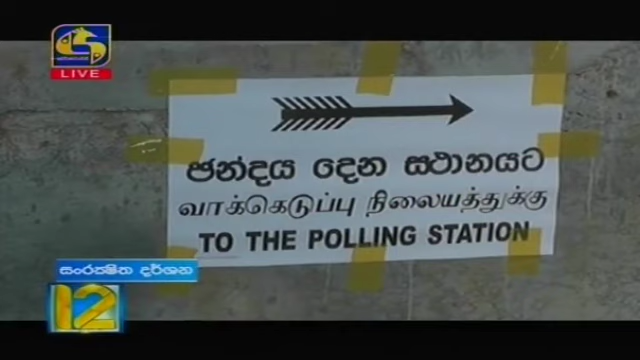 LIVE
ඡන්දය දෙන ස්ථානයට
வாக்கெடுப்பு நிலையத்துக்கு
TO THE POLLING STATION
සංරක්ෂිත දර්ශන
12